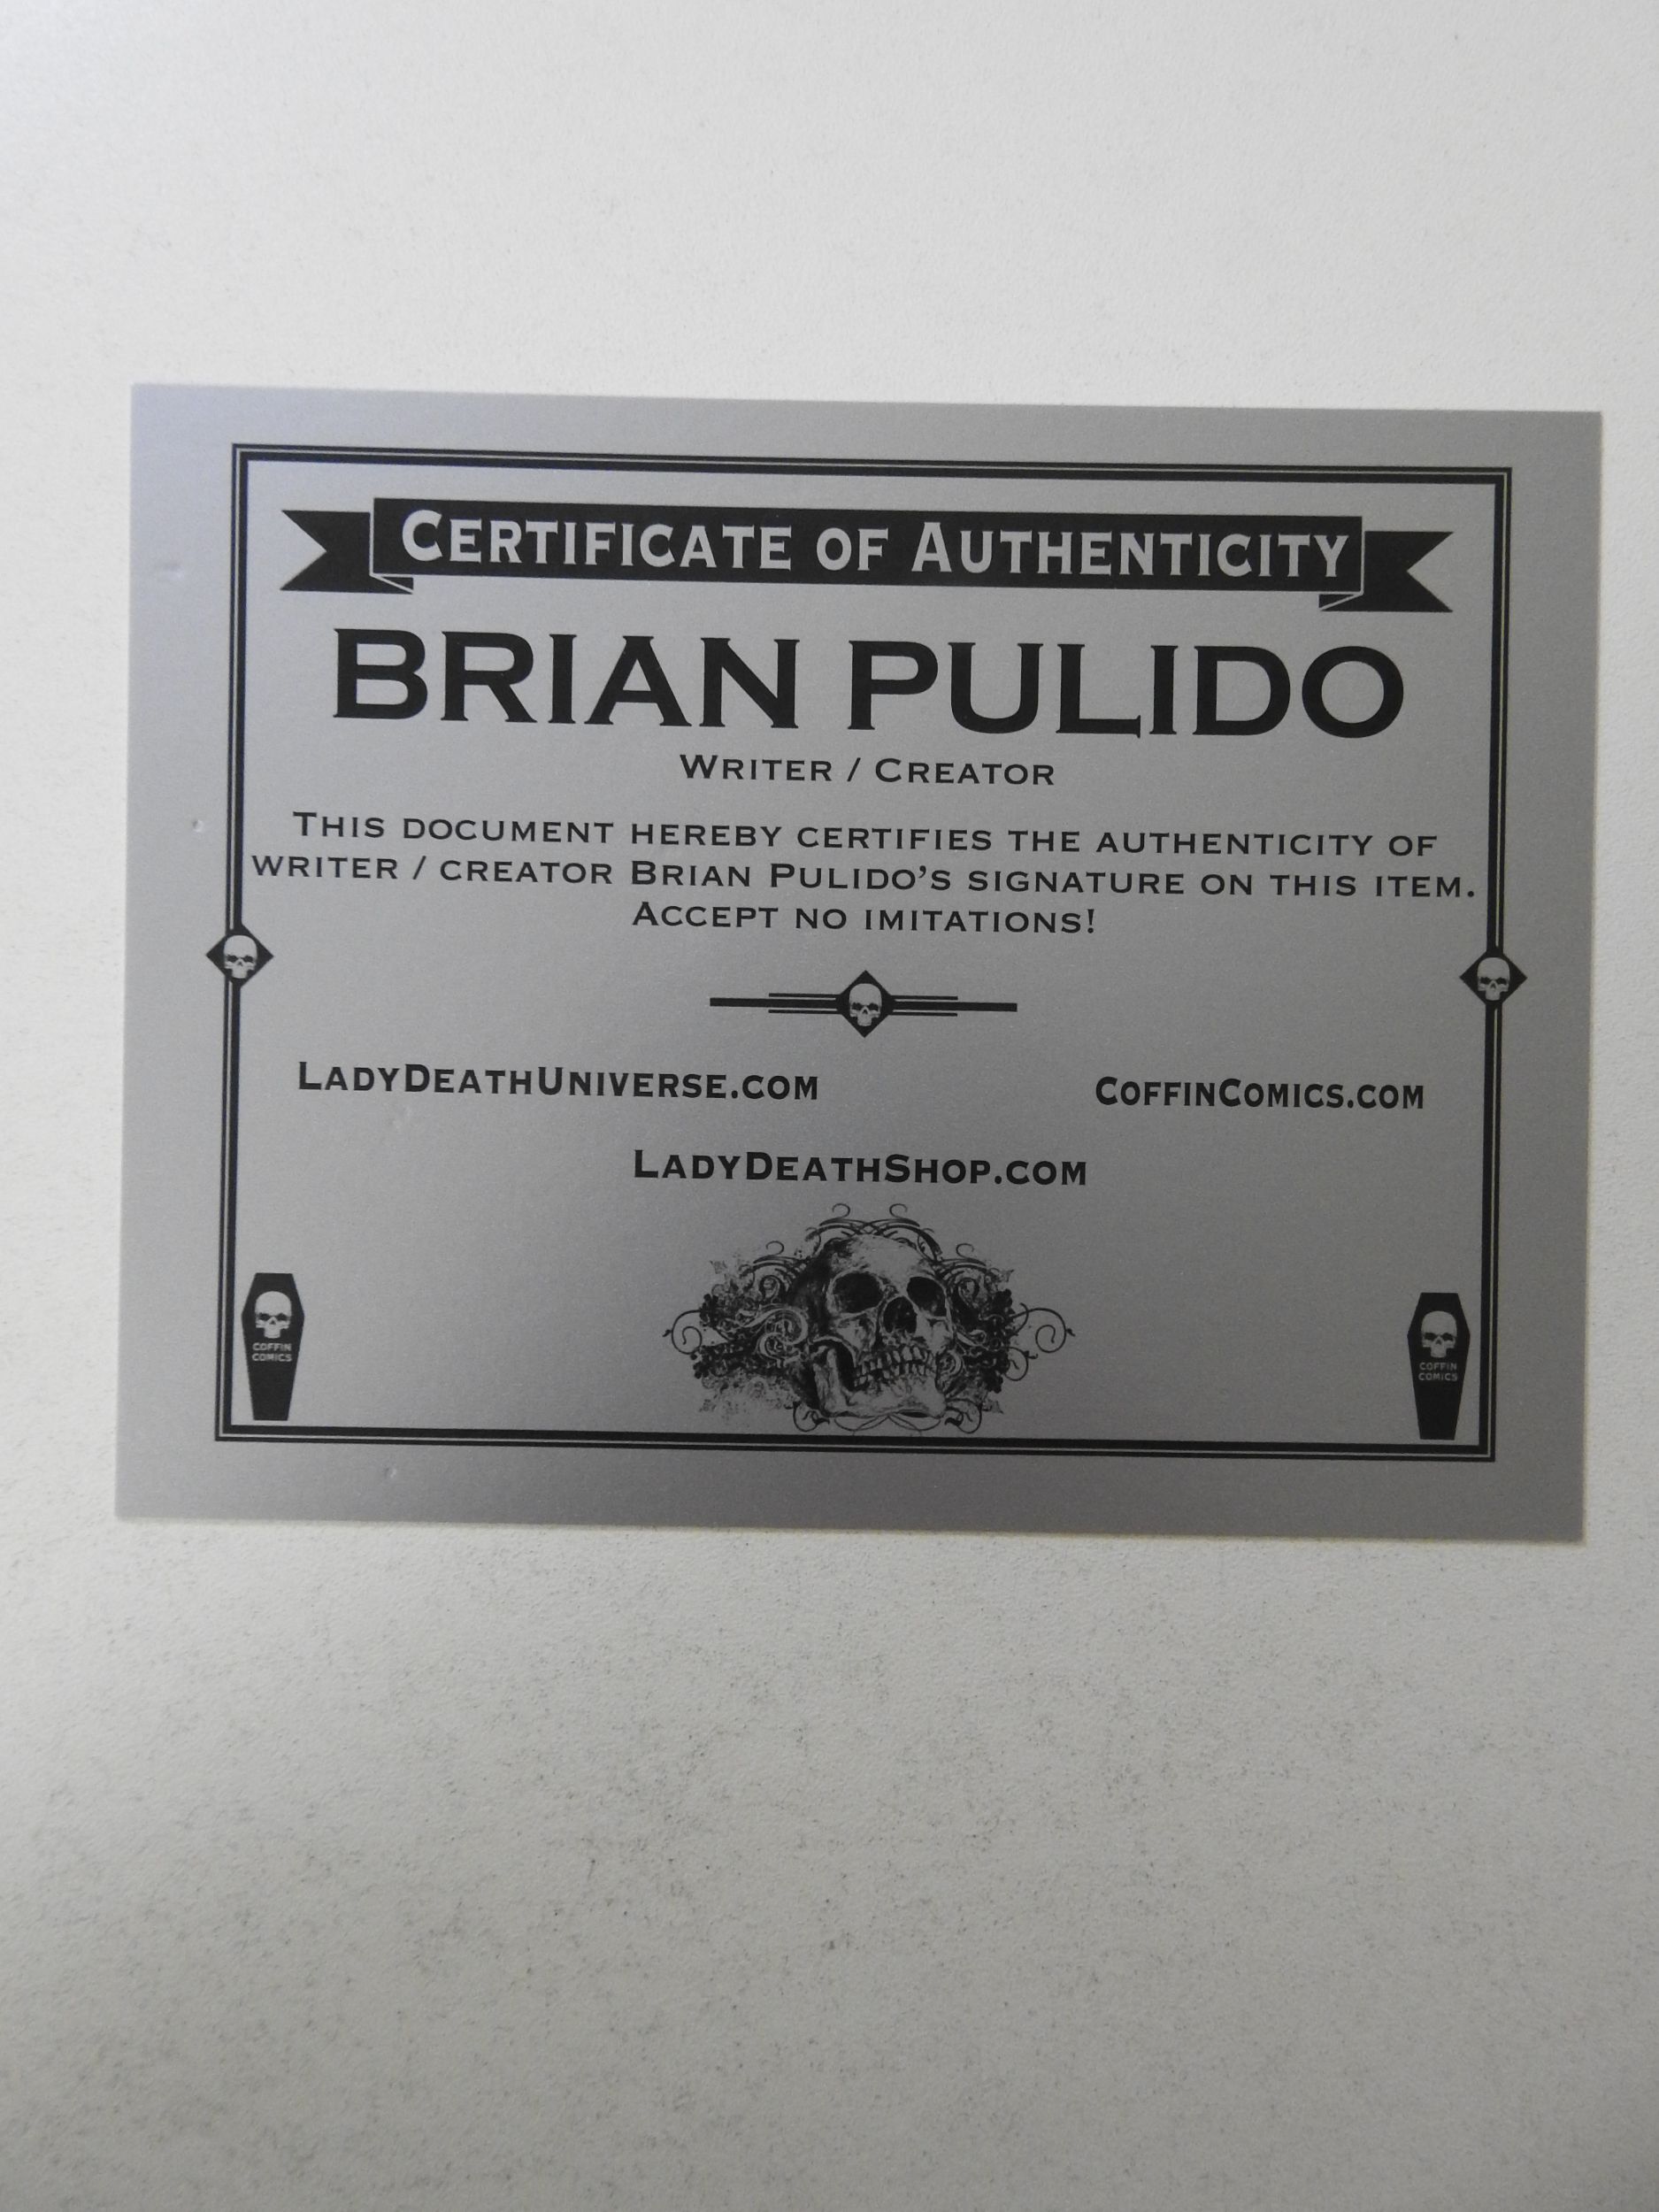 Certificate of Authenticity
BRIAN PULIDO
Writer / Creator
This document hereby certifies the authenticity of
writer / creator Brian Pulido's signature on this item.
Accept no imitations!
LadyDeathUniverse.com
CoffinComics.com
LadyDeathShop.com
COFFIN
COMICS
COFFIN
COMICS